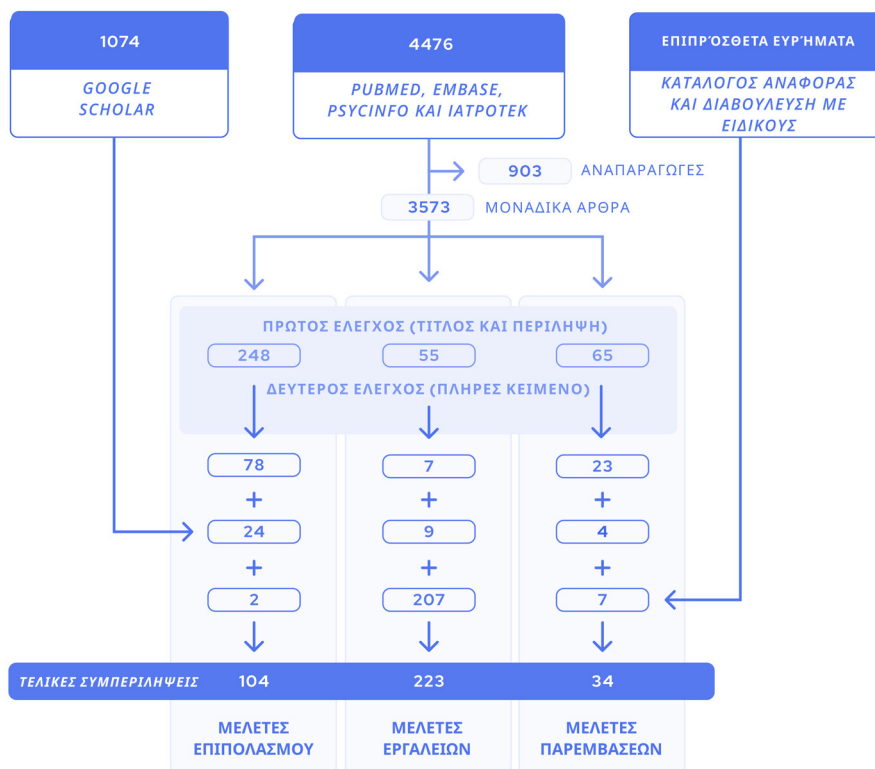 1074
GOOGLE
SCHOLAR
4476
PUBMED, EMBASE,
PSYCINFO ΚΑΙ ΙΑΤΡΟΤΕΚ
ΕΠΙΠΡΌΣΘΕΤΑ ΕΥΡΉΜΑΤΑ
ΚΑΤΑΛΟΓΟΣ ΑΝΑΦΟΡΑΣ
ΚΑΙ ΔΙΑΒΟΥΛΕΥΣΗ ΜΕ
ΕΙΔΙΚΟΥΣ
903 ΑΝΑΠΑΡΑΓΩΓΕΣ
3573 ΜΟΝΑΔΙΚΑ ΑΡΘΡΑ
ΠΡΩΤΟΣ ΕΛΕΓΧΟΣ (ΤΙΤΛΟΣ ΚΑΙ ΠΕΡΙΛΗΨΗ)
248 55 65
ΔΕΥΤΕΡΟΣ ΕΛΕΓΧΟΣ (ΠΛΗΡΕΣ ΚΕΙΜΕΝΟ)
78 7 23
+ + +
24 9 4
+ + +
2 207 7
ΤΕΛΙΚΕΣ ΣΥΜΠΕΡΙΛΗΨΕΙΣ 104 223 34
ΜΕΛΕΤΕΣ
ΕΠΙΠΟΛΑΣΜΟΥ
ΜΕΛΕΤΕΣ
ΕΡΓΑΛΕΙΩΝ
ΜΕΛΕΤΕΣ
ΠΑΡΕΜΒΑΣΕΩΝ